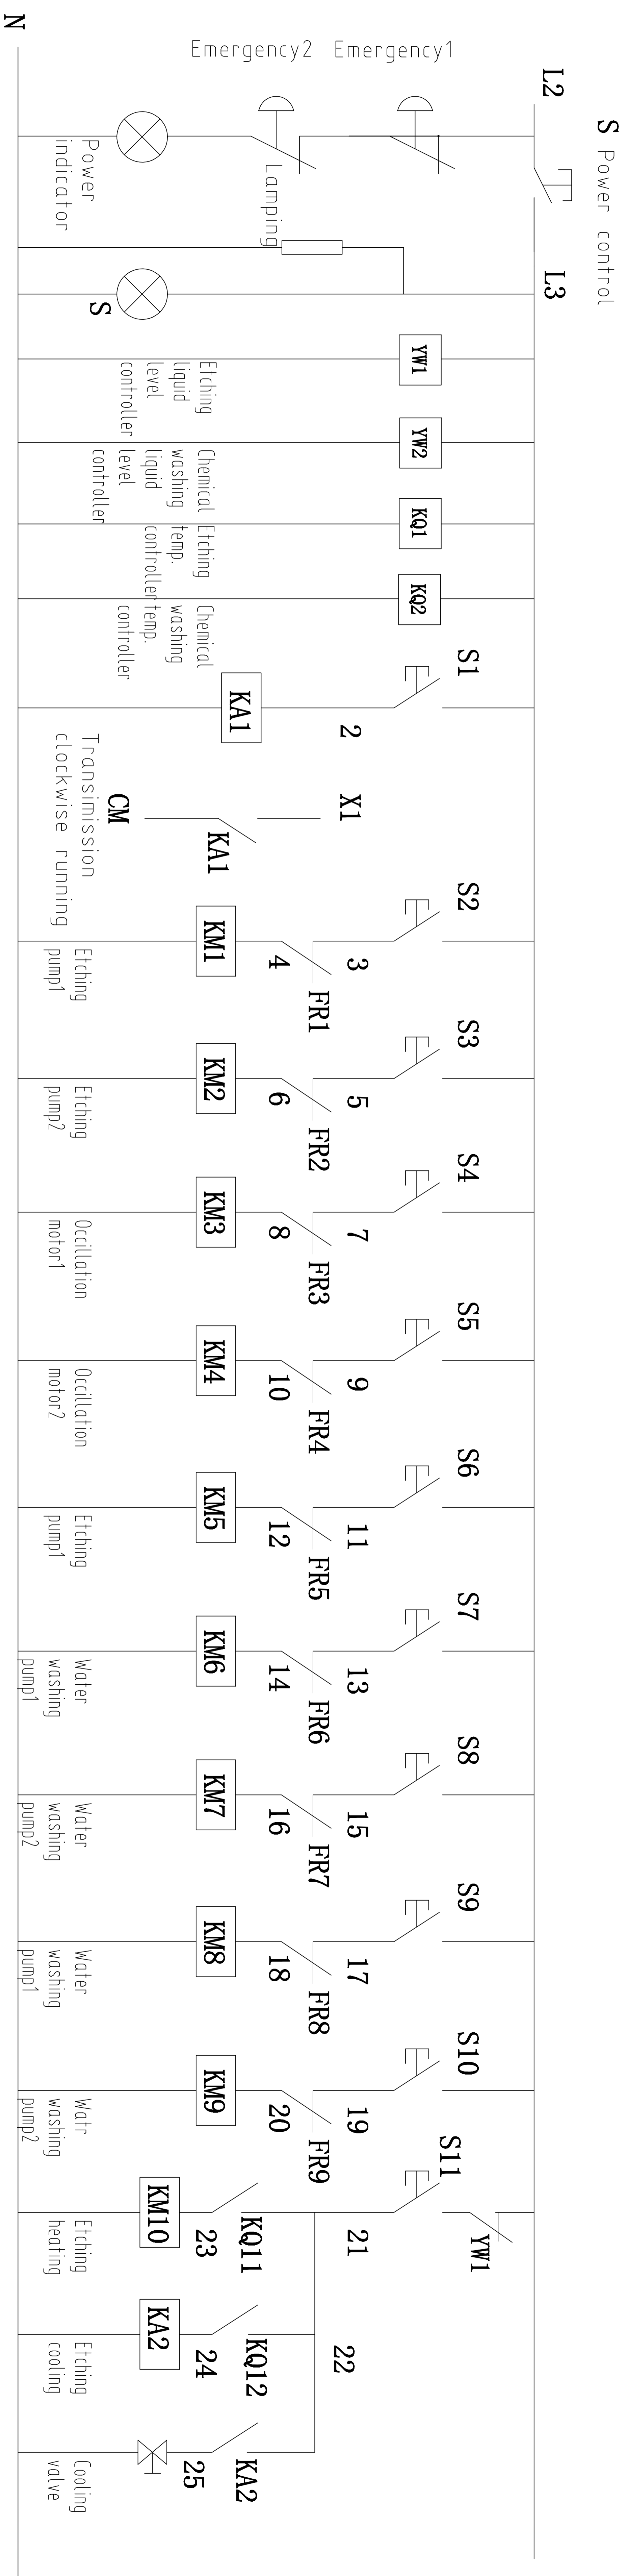 N
Emergency2
Emergency1
L2
S
Power control
L3
Power
indicator
Lamping
S
YW1
Etching
liquid
level
controller
YW2
Chemical
washing
liquid
level
controller
KQ1
Etching
temp.
controller
KQ2
Chemical
washing
temp.
controller
S1
2
KA1
X1
KA1
CM
Transimission
clockwise running
S2
3
FR1
4
KM1
Etching
pump1
S3
5
FR2
6
KM2
Etching
pump2
S4
7
FR3
8
KM3
Occillation
motor1
S5
9
FR4
10
KM4
Occillation
motor2
S6
11
FR5
12
KM5
Etching
pump1
S7
13
FR6
14
KM6
Water
washing
pump1
S8
15
FR7
16
KM7
Water
washing
pump2
S9
17
FR8
18
KM8
Water
washing
pump1
S10
19
FR9
20
KM9
Watr
washing
pump2
YW1
S11
21
KQ11
23
KM10
Etching
heating
22
KQ12
24
KA2
Etching
cooling
KA2
25
Cooling
valve